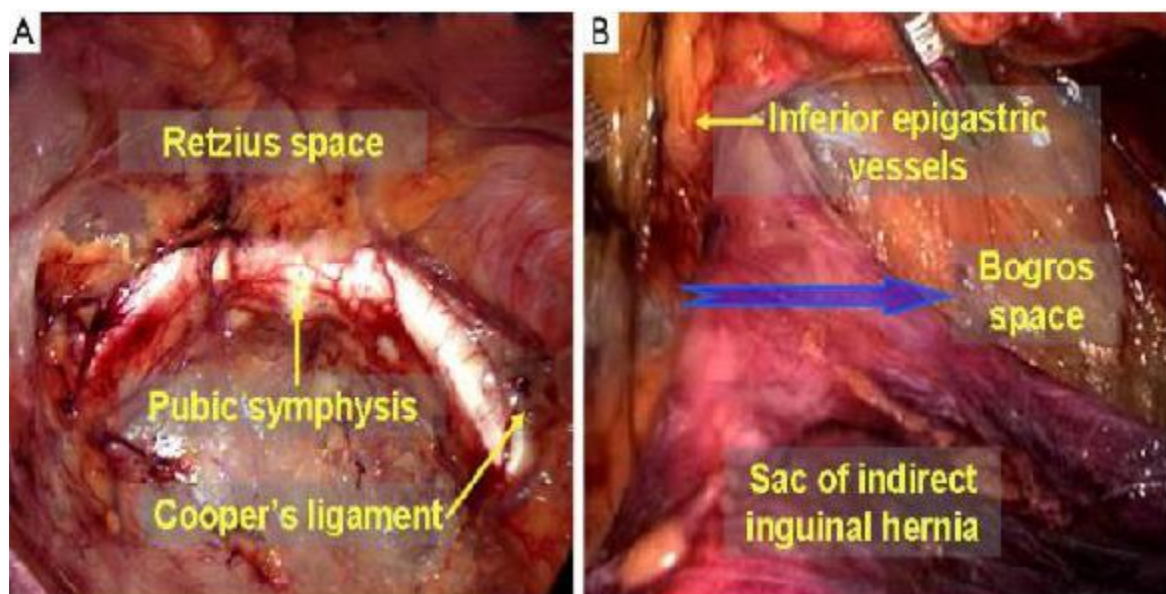 A
Retzius space
Pubic symphysis
Cooper's ligament
B
Inferior epigastric
vessels
Bogros
space
Sac of indirect
inguinal hernia